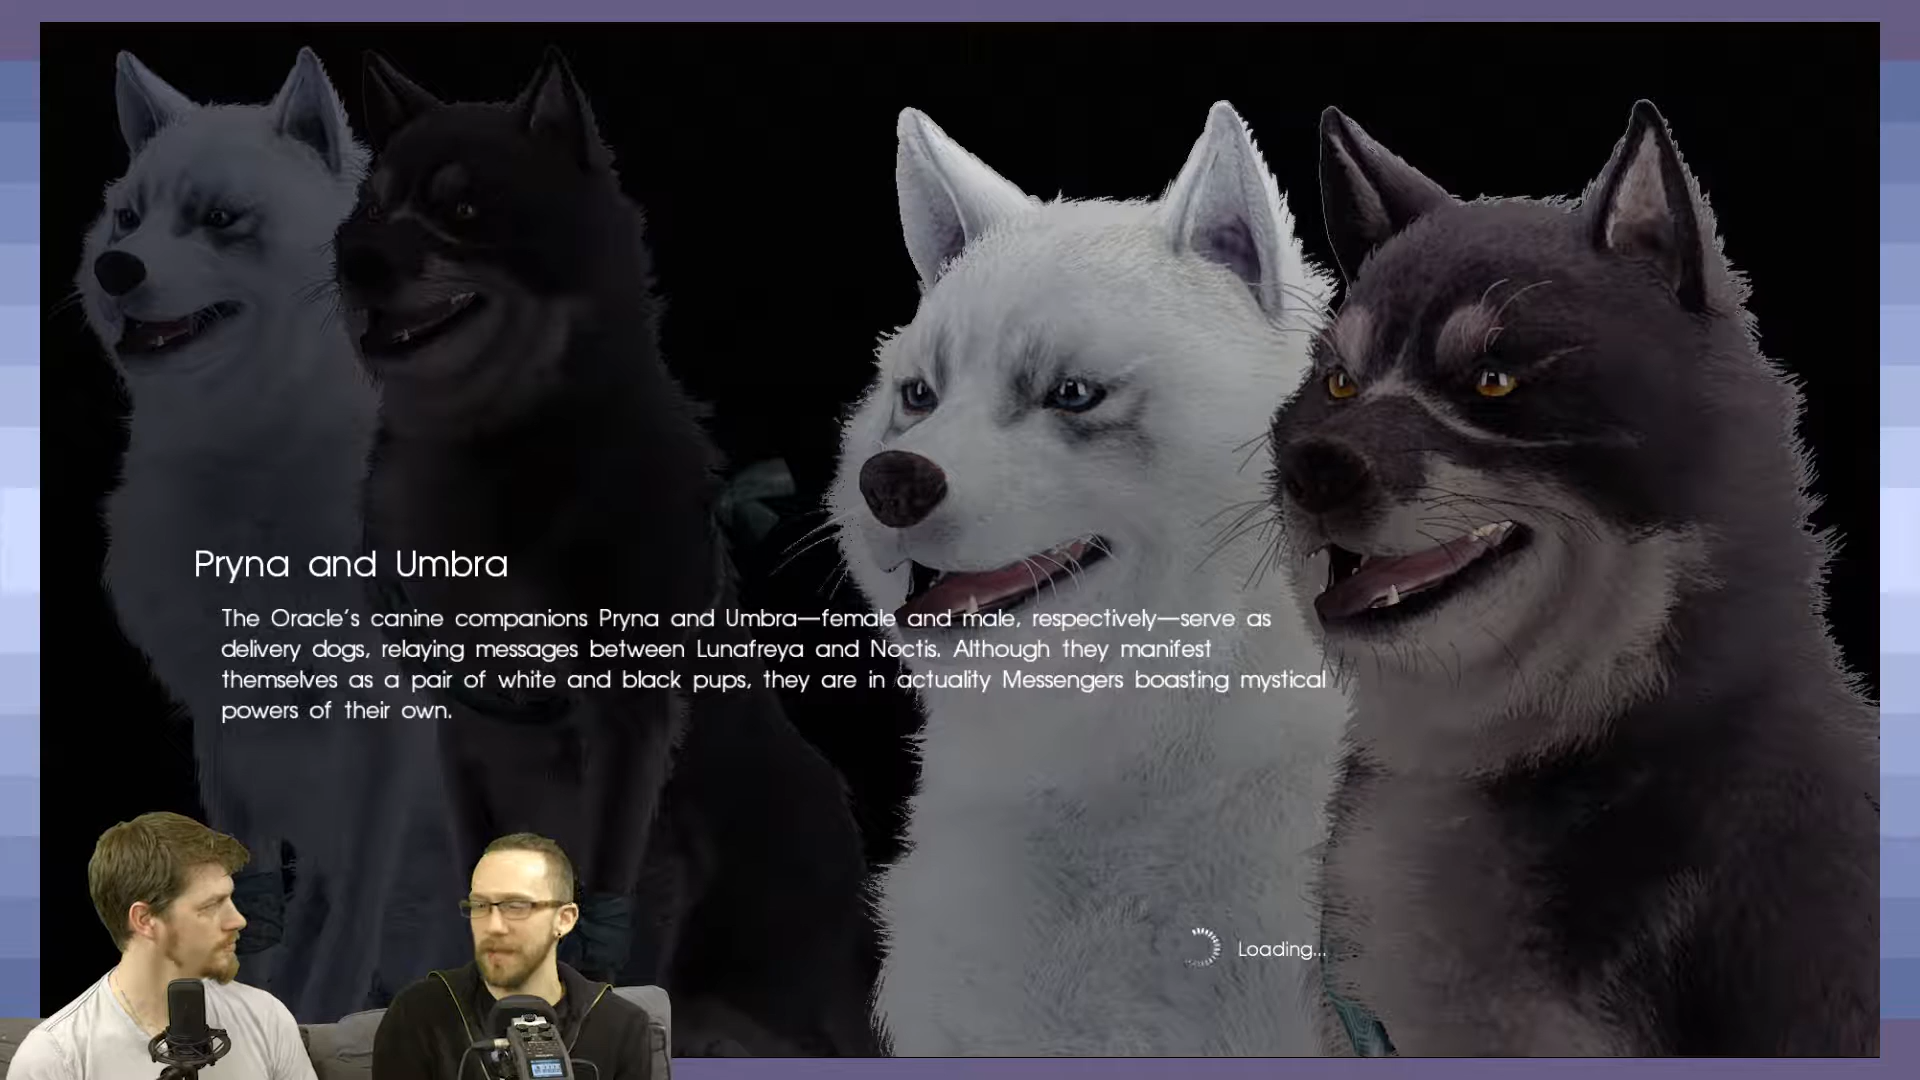 Pryna and Umbra
The Oracle's canine companions Pryna and Umbra—female and male, respectively—serve as
delivery dogs, relaying messages between Lunafreya and Noctis. Although they manifest
themselves as a pair of white and black pups, they are in actuality Messengers boasting mystical
powers of their own.
Loading...